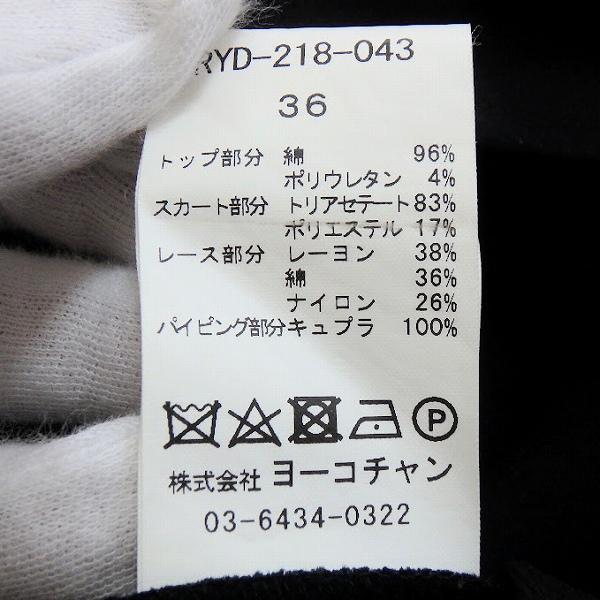 RYD-218-043
36
トップ部分 綿 96%
ポリウレタン 4%
スカート部分 トリアセテート 83%
ポリエステル 17%
レース部分 レーヨン 38%
綿 36%
ナイロン 26%
パイピング部分 キュプラ 100%
P
株式会社 ヨーコチャン
03-6434-0322